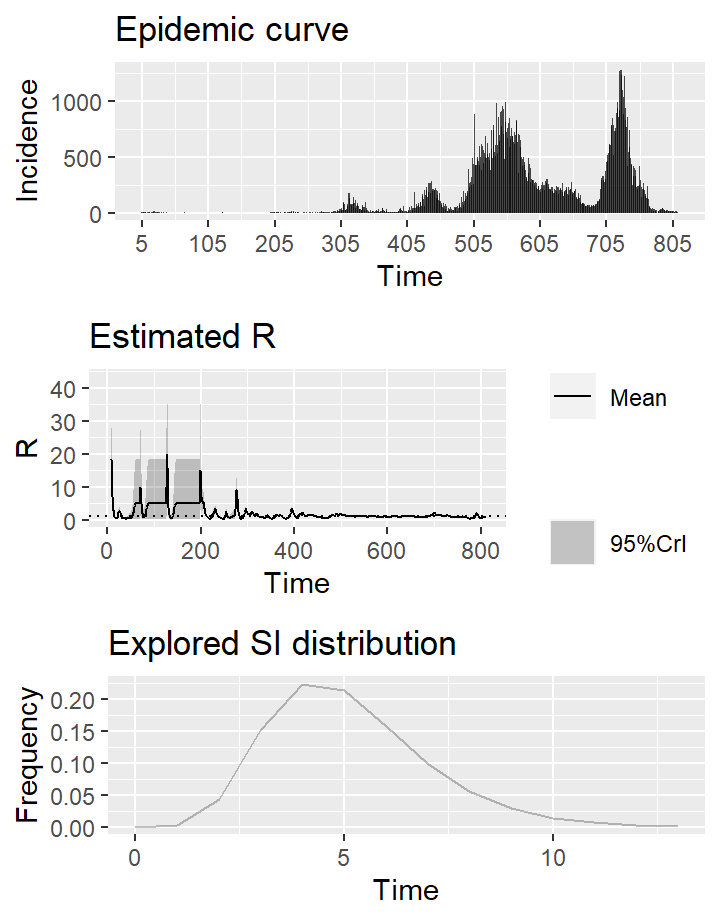 Epidemic curve
1000
500
0
Incidence
5 105 205 305 405 505 605 705 805
Time
Estimated R
40
30
20
10
0
R
0 200 400 600 800
Time
Mean
95%CrI
Explored SI distribution
0.20
0.15
0.10
0.05
0.00
Frequency
0 5 10
Time